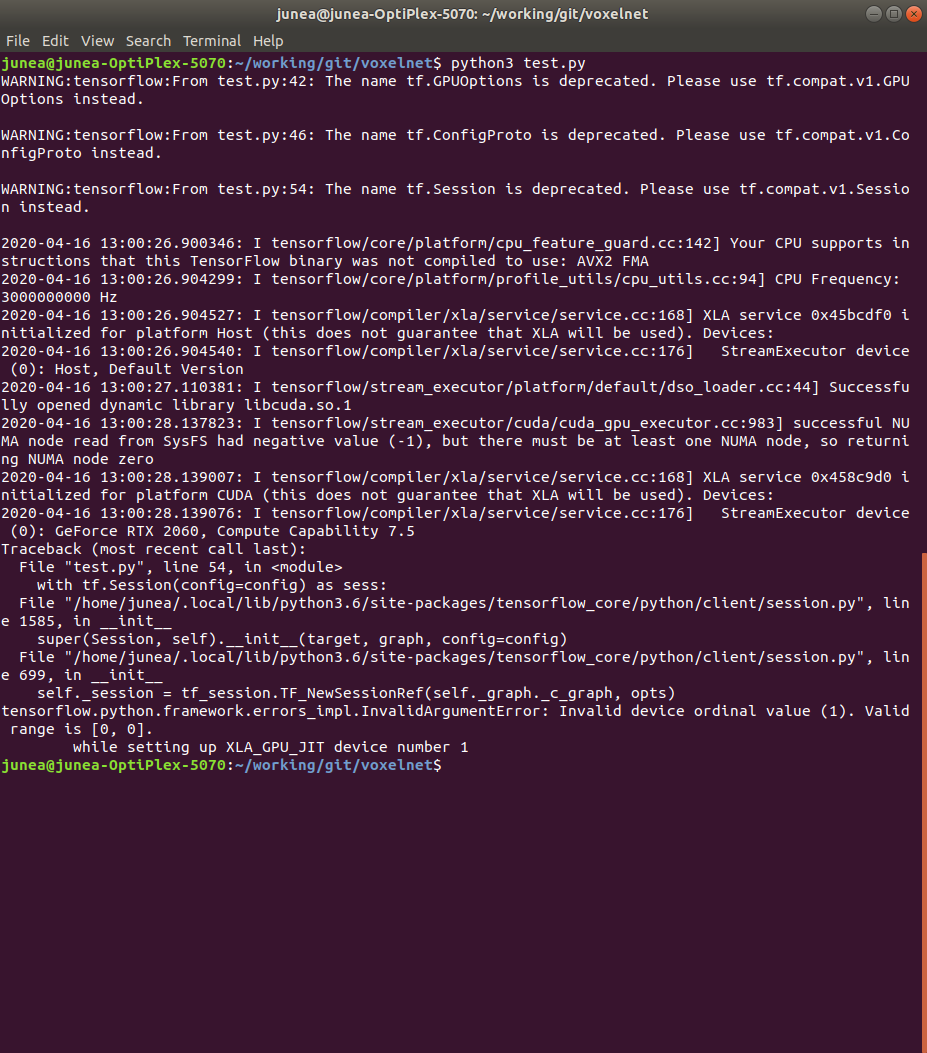 junea@junea-OptiPlex-5070: ~/working/git/voxelnet
File Edit View Search Terminal Help
junea@junea-OptiPlex-5070:~/working/git/voxelnet$ python3 test.py
WARNING:tensorflow:From test.py:42: The name tf.GPUOptions is deprecated. Please use tf.compat.v1.GPU
Options instead.

WARNING:tensorflow:From test.py:46: The name tf.ConfigProto is deprecated. Please use tf.compat.v1.Co
nfigProto instead.

WARNING:tensorflow:From test.py:54: The name tf.Session is deprecated. Please use tf.compat.v1.Sessio
n instead.

2020-04-16 13:00:26.900346: I tensorflow/core/platform/cpu_feature_guard.cc:142] Your CPU supports in
structions that this TensorFlow binary was not compiled to use: AVX2 FMA
2020-04-16 13:00:26.904299: I tensorflow/core/platform/profile_utils/cpu_utils.cc:94] CPU Frequency:
3000000000 Hz
2020-04-16 13:00:26.904527: I tensorflow/compiler/xla/service/service.cc:168] XLA service 0x45bcdf0 i
nitialized for platform Host (this does not guarantee that XLA will be used). Devices:
2020-04-16 13:00:26.904540: I tensorflow/compiler/xla/service/service.cc:176]   StreamExecutor device
 (0): Host, Default Version
2020-04-16 13:00:27.110381: I tensorflow/stream_executor/platform/default/dso_loader.cc:44] Successfu
lly opened dynamic library libcuda.so.1
2020-04-16 13:00:28.137823: I tensorflow/stream_executor/cuda/cuda_gpu_executor.cc:983] successful NU
MA node read from SysFS had negative value (-1), but there must be at least one NUMA node, so returni
ng NUMA node zero
2020-04-16 13:00:28.139007: I tensorflow/compiler/xla/service/service.cc:168] XLA service 0x458c9d0 i
nitialized for platform CUDA (this does not guarantee that XLA will be used). Devices:
2020-04-16 13:00:28.139076: I tensorflow/compiler/xla/service/service.cc:176]   StreamExecutor device
 (0): GeForce RTX 2060, Compute Capability 7.5
Traceback (most recent call last):
  File "test.py", line 54, in <module>
    with tf.Session(config=config) as sess:
  File "/home/junea/.local/lib/python3.6/site-packages/tensorflow_core/python/client/session.py", lin
e 1585, in __init__
    super(Session, self).__init__(target, graph, config=config)
  File "/home/junea/.local/lib/python3.6/site-packages/tensorflow_core/python/client/session.py", lin
e 699, in __init__
    self._session = tf_session.TF_NewSessionRef(self._graph._c_graph, opts)
tensorflow.python.framework.errors_impl.InvalidArgumentError: Invalid device ordinal value (1). Valid
 range is [0, 0].
        while setting up XLA_GPU_JIT device number 1
junea@junea-OptiPlex-5070:~/working/git/voxelnet$